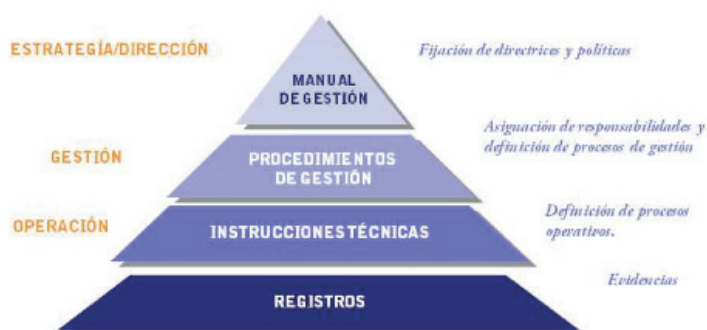 ESTRATEGÍA/DIRECCIÓN
MANUAL
DE GESTIÓN
Fijación de directrices y políticas
GESTIÓN
PROCEDIMIENTOS
DE GESTIÓN
Asignación de responsabilidades y
definición de procesos de gestión
OPERACIÓN
INSTRUCCIONES TÉCNICAS
Definición de procesos
operativos.
REGISTROS
Evidencias